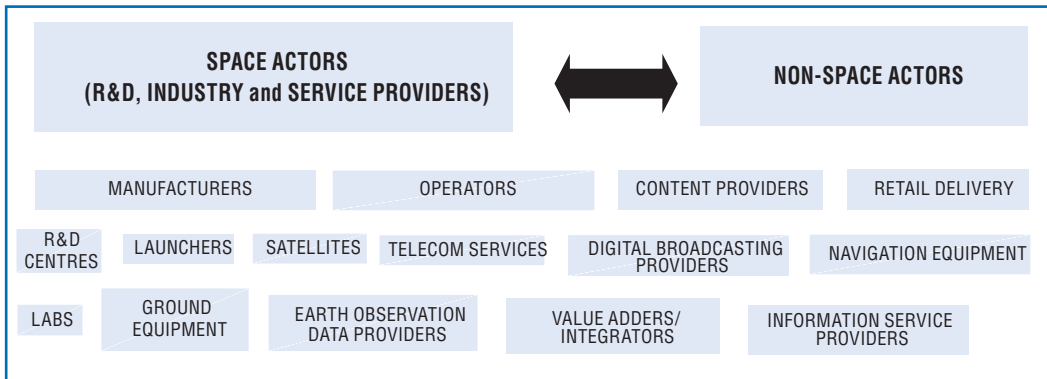 SPACE ACTORS
(R&D, INDUSTRY and SERVICE PROVIDERS)
NON-SPACE ACTORS
MANUFACTURERS
OPERATORS
CONTENT PROVIDERS
RETAIL DELIVERY
R&D
CENTRES
LAUNCHERS
SATELLITES
TELECOM SERVICES
DIGITAL BROADCASTING
PROVIDERS
NAVIGATION EQUIPMENT
LABS
GROUND
EQUIPMENT
EARTH OBSERVATION
DATA PROVIDERS
VALUE ADDERS/
INTEGRATORS
INFORMATION SERVICE
PROVIDERS